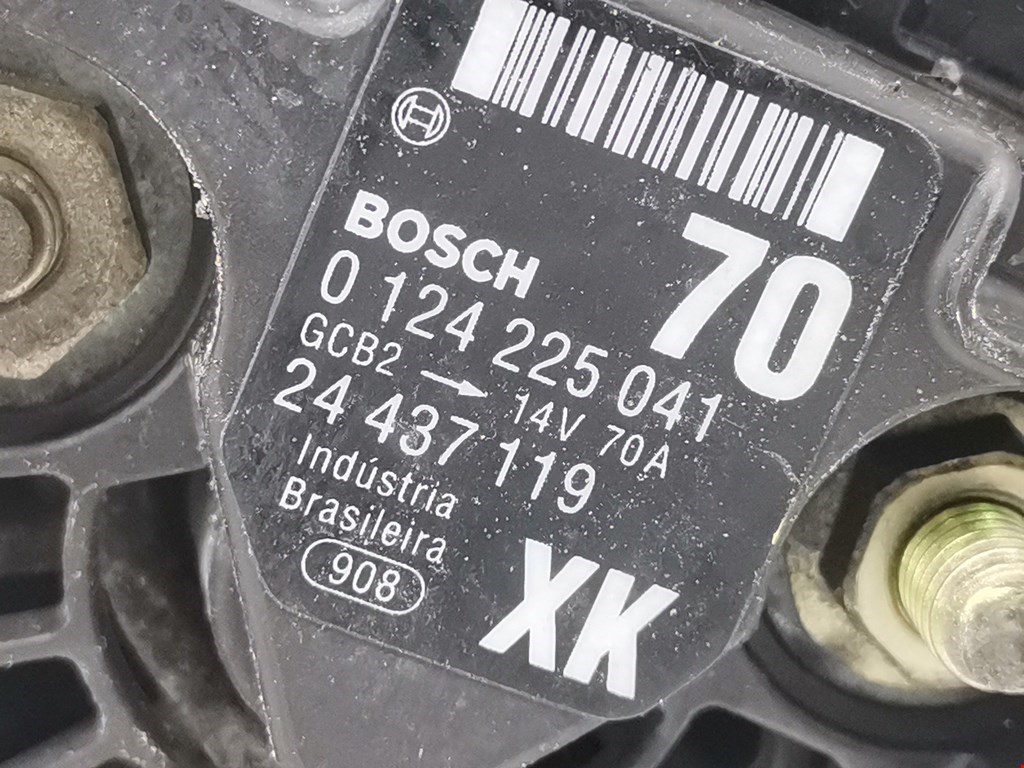 70
BOSCH
0 124 225 041
GCB2 → 14V 70A
24 437 119
Indústria
Brasileira
908
XK